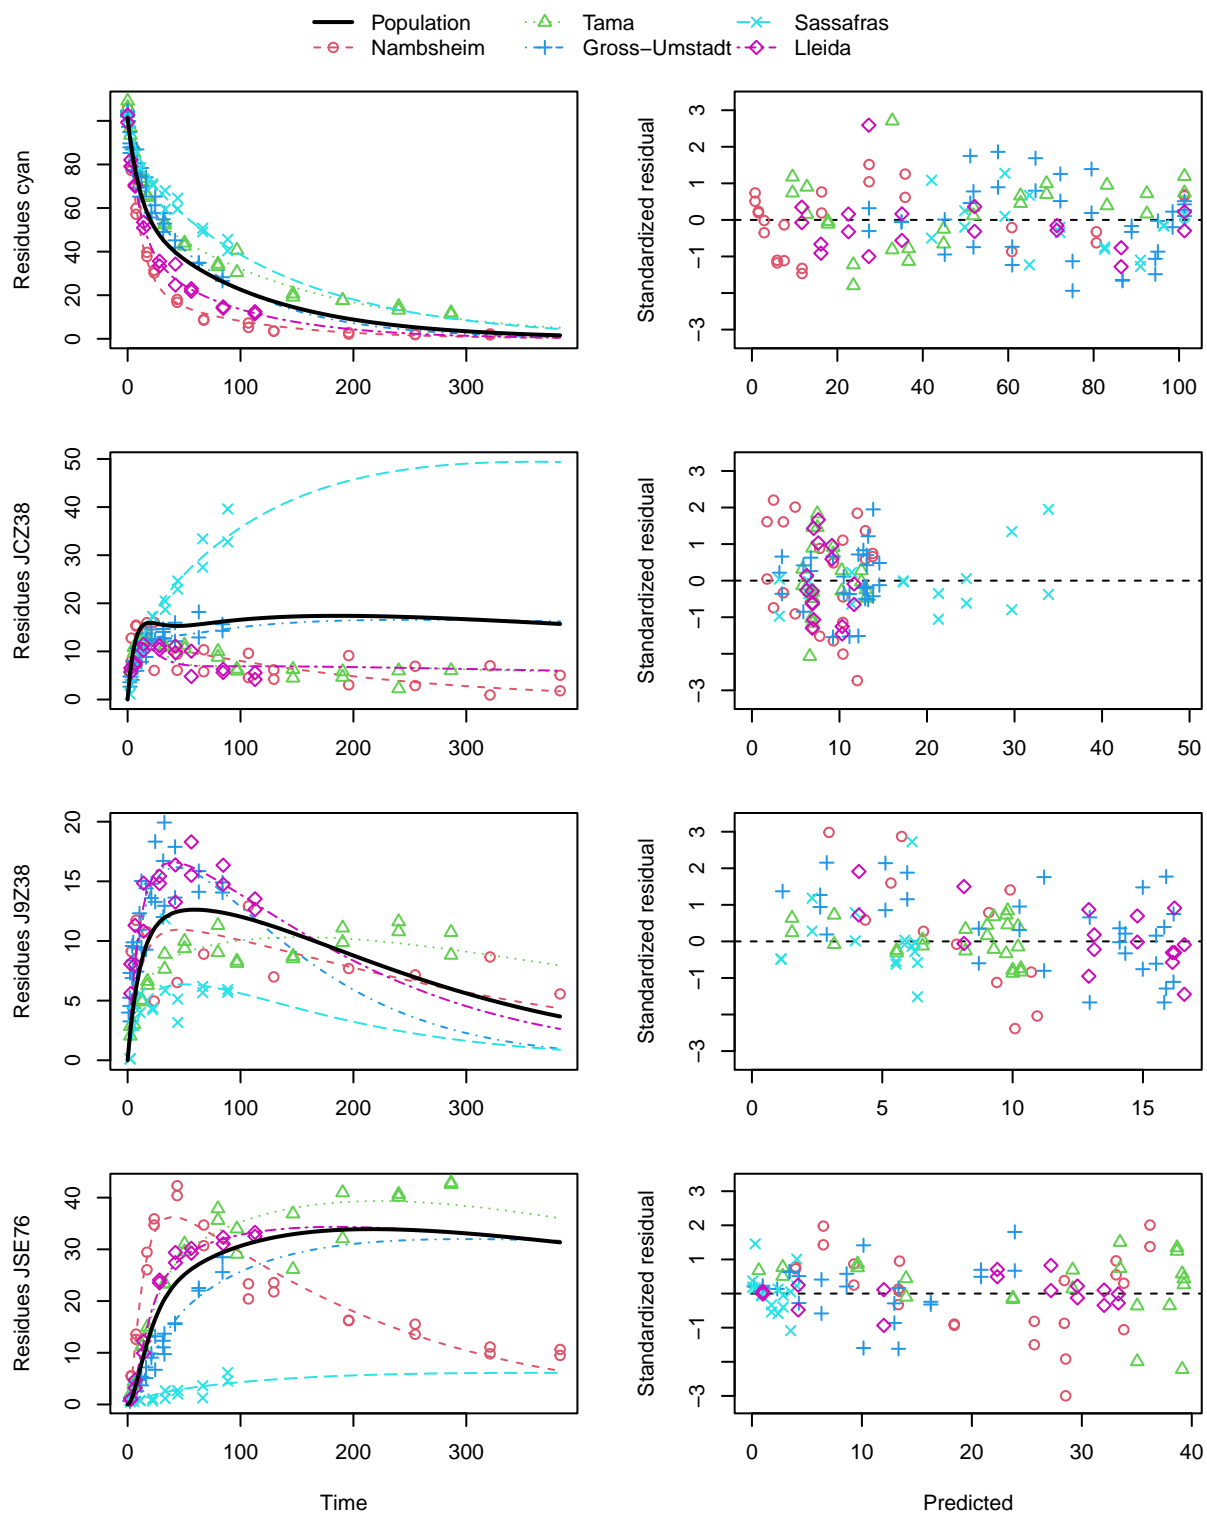 Population Tama Sassafras
Nambsheim Gross−Umstadt Lleida
Residues cyan
0 20 40 60 80
0 100 200 300
Standardized residual
−3 −1 0 1 3
0 20 40 60 80 100
Residues JCZ38
0 10 20 30 40 50
0 100 200 300
Standardized residual
−3 −1 0 1 2 3
0 10 20 30 40 50
Residues J9Z38
0 5 10 15 20
0 100 200 300
Standardized residual
−3 −1 0 1 2 3
0 5 10 15
Residues JSE76
0 10 20 30 40
0 100 200 300
Time
Standardized residual
−3 −1 0 1 3
0 10 20 30 40
Predicted